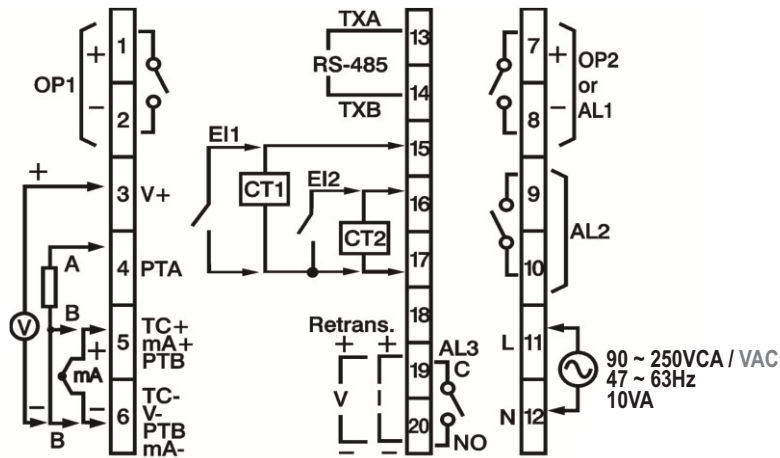 OP1
+
−
1
2
3
4
5
6
+
V+
A
PTA
V
B
+
mA
TC+
mA+
PTB
−
B
−
TC-
V-
PTB
mA-
TXA
RS-485
TXB
EI1
CT1
EI2
CT2
13
14
15
16
17
18
19
20
Retrans.
+
+
V
I
−
−
AL3
C
NO
7
8
9
10
11
12
+
−
OP2
or
AL1
AL2
L
N
90 ~ 250VCA / VAC
47 ~ 63Hz
10VA